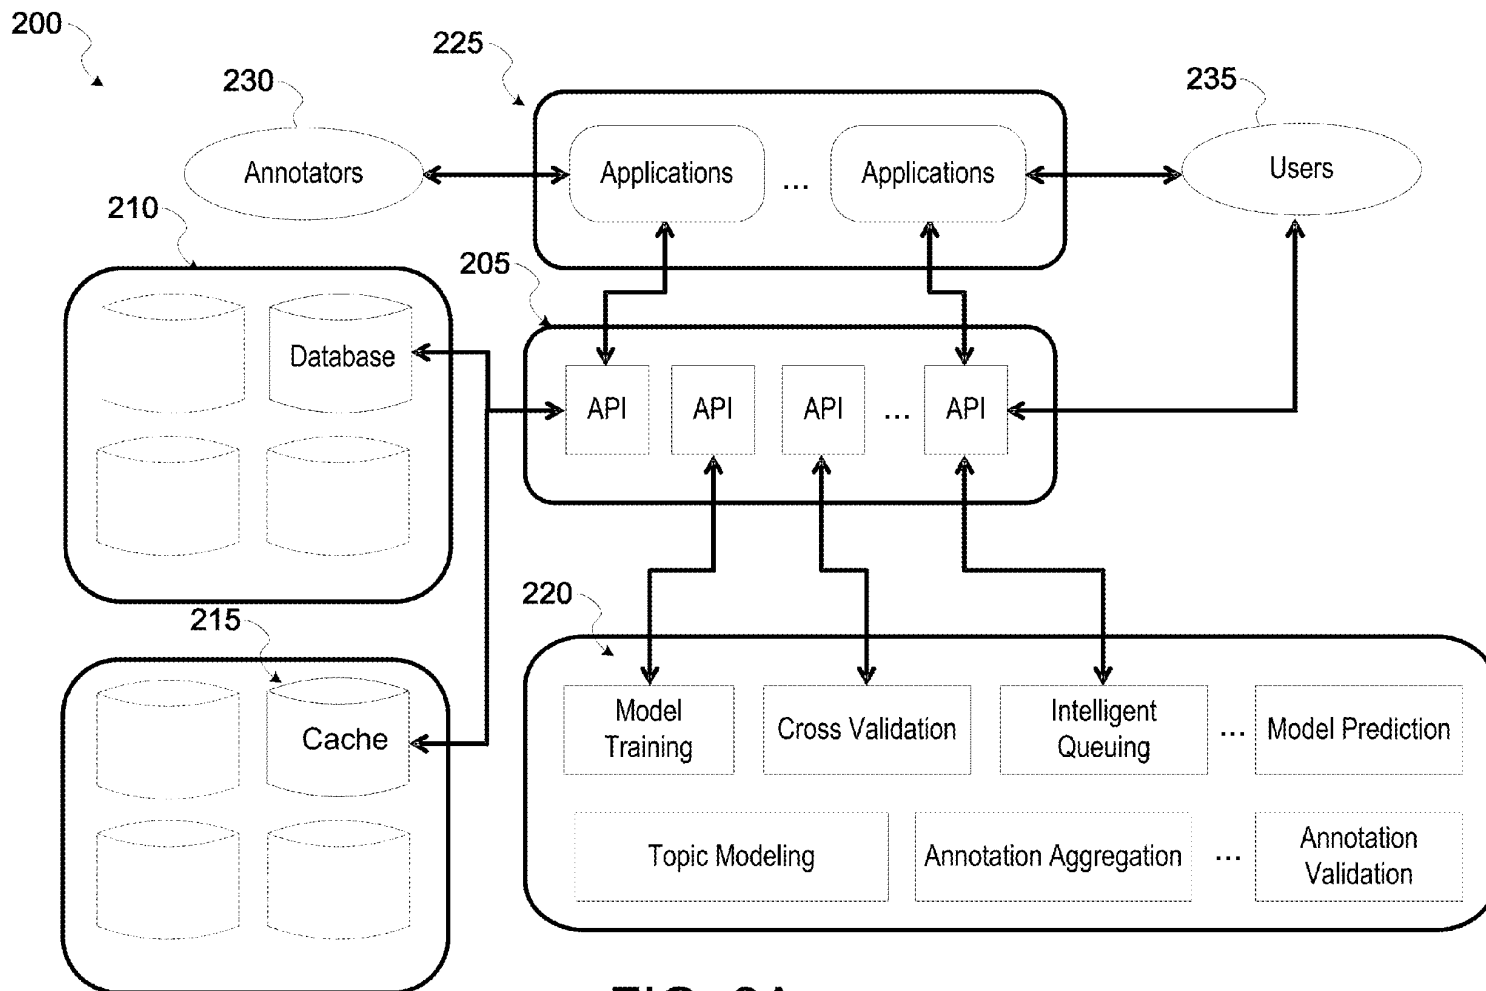 200
225
230
235
Annotators
Applications
...
Applications
Users
210
205
Database
API
API
API
...
API
215
220
Cache
Model
Training
Cross Validation
Intelligent
Queuing
...
Model Prediction
Topic Modeling
Annotation Aggregation
...
Annotation
Validation